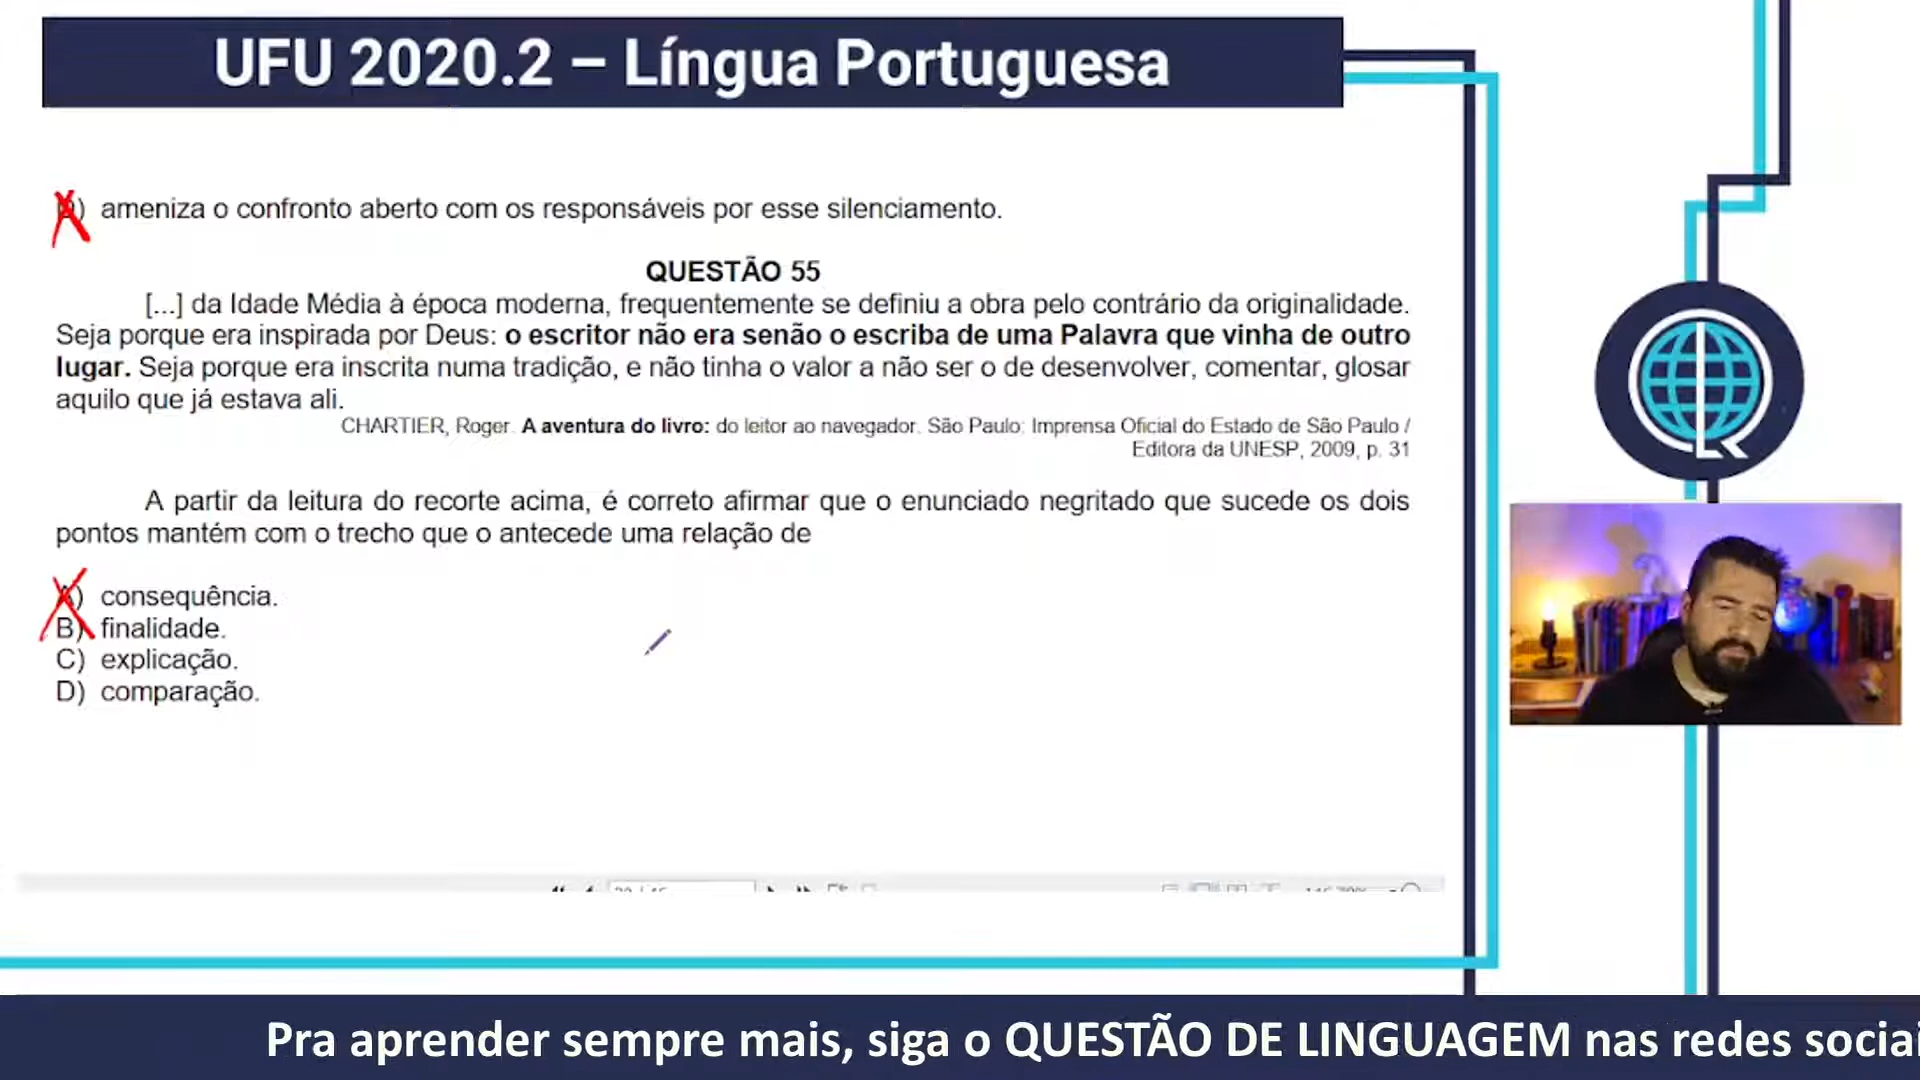 UFU 2020.2 – Língua Portuguesa
D) ameniza o confronto aberto com os responsáveis por esse silenciamento.
QUESTÃO 55
[...] da Idade Média à época moderna, frequentemente se definiu a obra pelo contrário da originalidade.
Seja porque era inspirada por Deus: o escritor não era senão o escriba de uma Palavra que vinha de outro
lugar. Seja porque era inscrita numa tradição, e não tinha o valor a não ser o de desenvolver, comentar, glosar
aquilo que já estava ali.
CHARTIER, Roger. A aventura do livro: do leitor ao navegador. São Paulo: Imprensa Oficial do Estado de São Paulo /
Editora da UNESP, 2009, p. 31
A partir da leitura do recorte acima, é correto afirmar que o enunciado negritado que sucede os dois
pontos mantém com o trecho que o antecede uma relação de
A) consequência.
B) finalidade.
C) explicação.
D) comparação.
Pra aprender sempre mais, siga o QUESTÃO DE LINGUAGEM nas redes sociai